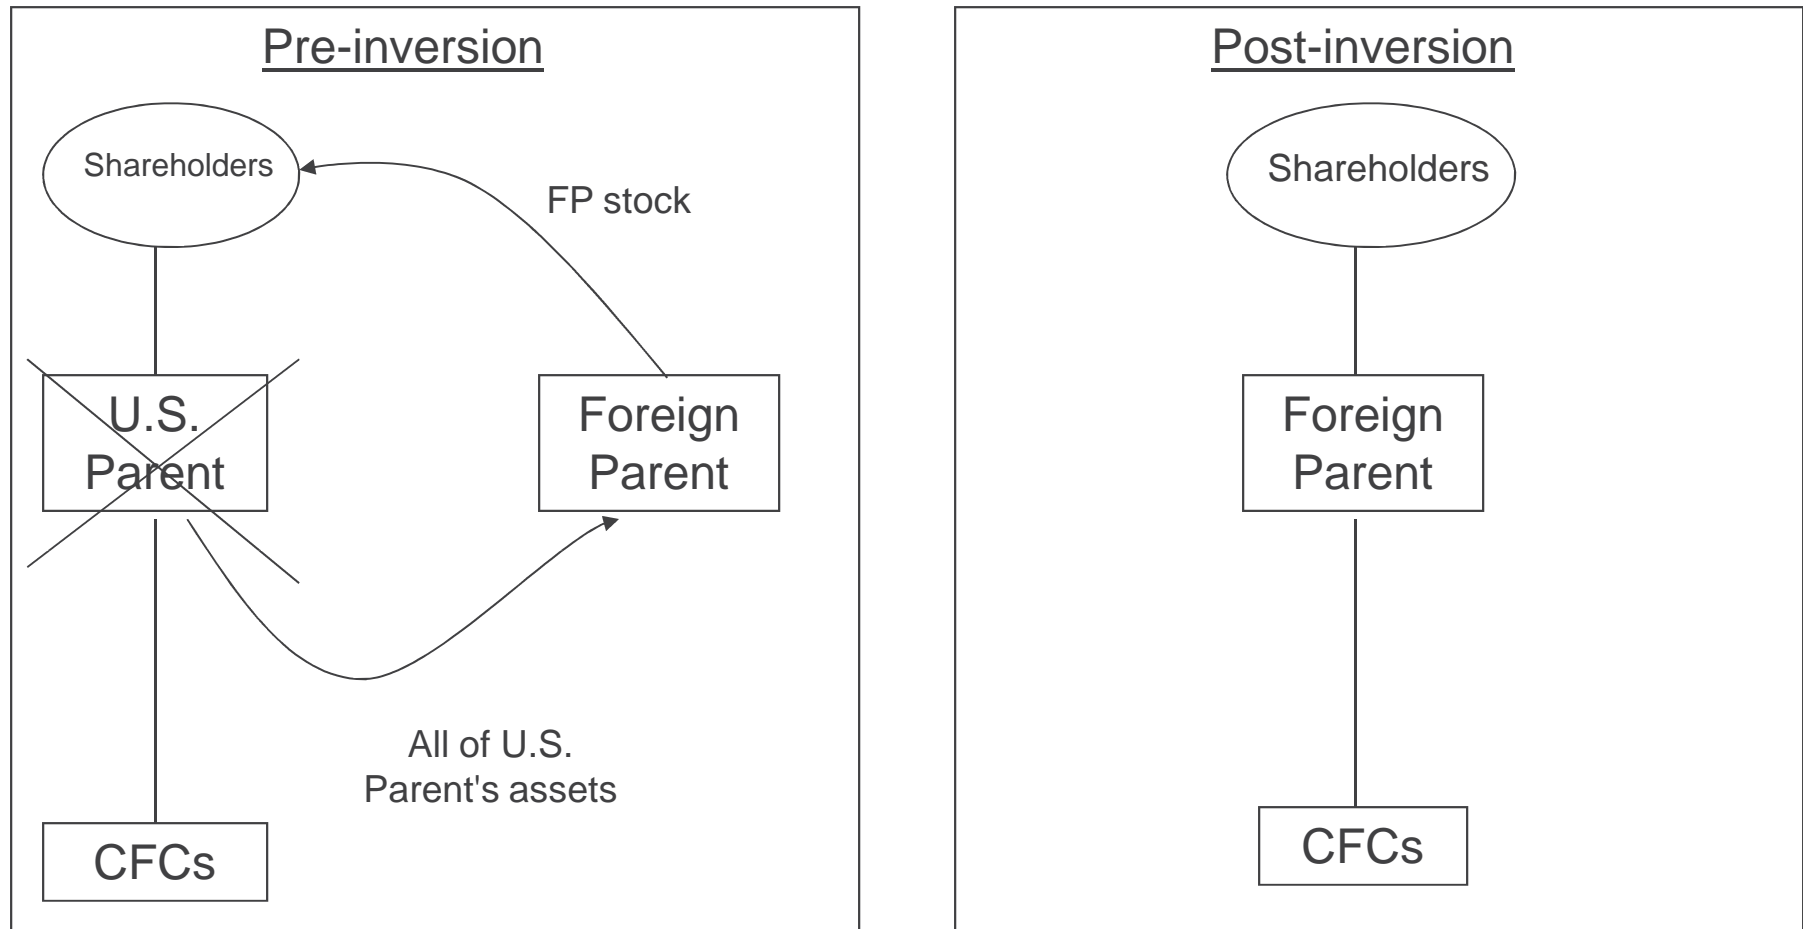 Pre-inversion
Shareholders
FP stock
U.S.
Parent
Foreign
Parent
All of U.S.
Parent's assets
CFCs
Post-inversion
Shareholders
Foreign
Parent
CFCs